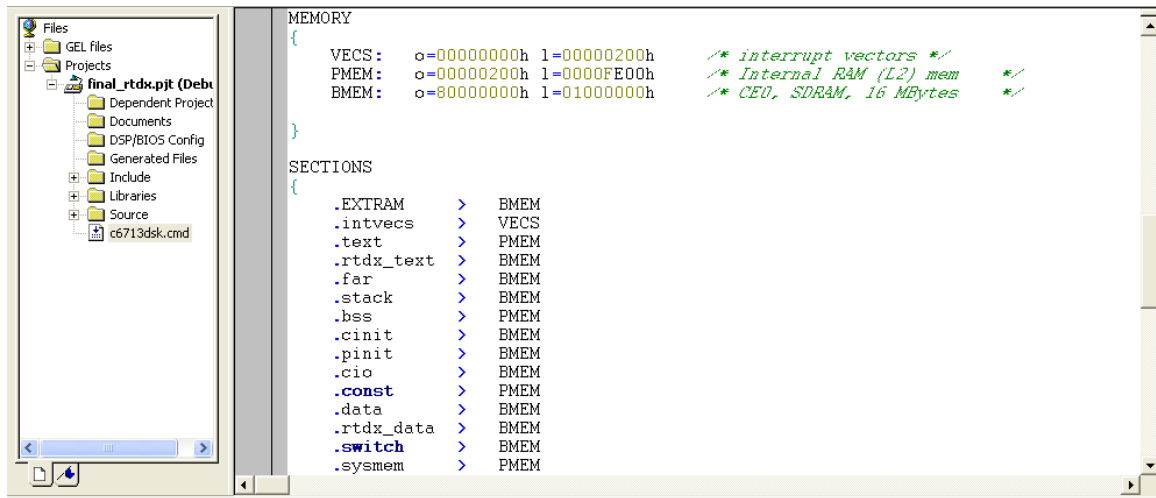 Files
GEL files
Projects
final_rtdx.pjt (Debu
Dependent Project
Documents
DSP/BIOS Config
Generated Files
Include
Libraries
Source
c6713dsk.cmd
MEMORY
{
VECS: o=00000000h l=00000200h /* interrupt vectors */
PMEM: o=00000200h l=0000FE00h /* Internal RAM (L2) mem */
BMEM: o=80000000h l=01000000h /* CE0, SDRAM, 16 MBytes */
}
SECTIONS
{
.EXTRAM > BMEM
.intvecs > VECS
.text > PMEM
.rtdx_text > BMEM
.far > BMEM
.stack > BMEM
.bss > PMEM
.cinit > BMEM
.pinit > BMEM
.cio > BMEM
.const > PMEM
.data > BMEM
.rtdx_data > BMEM
.switch > BMEM
.sysmem > PMEM